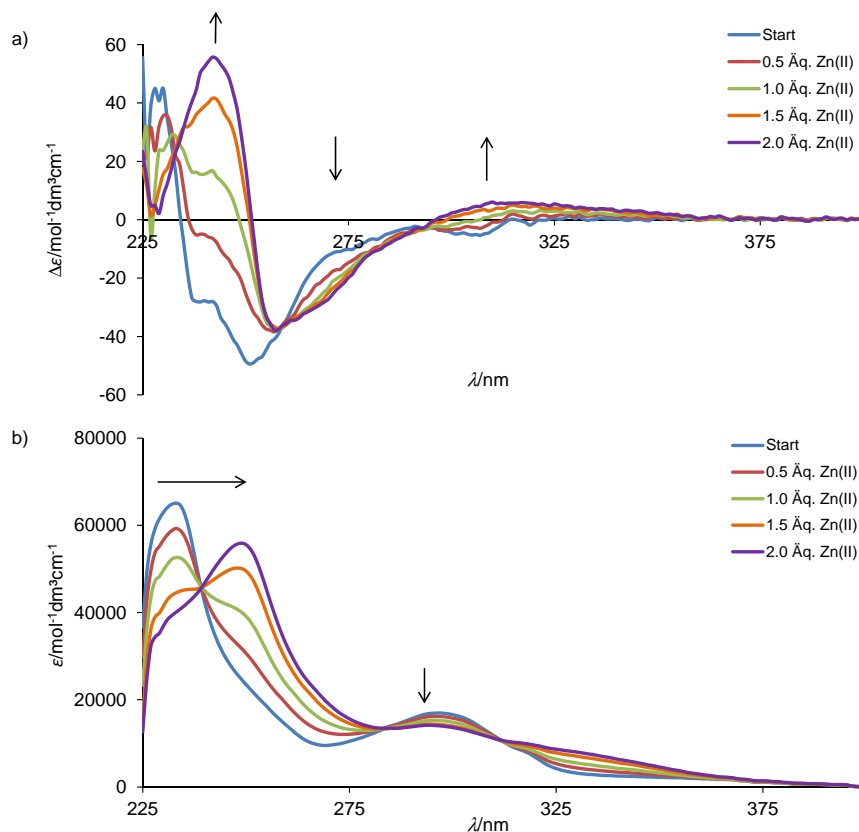 a)
60
40
20
0
-20
-40
-60
Δε/mol⁻¹dm³cm⁻¹
225
275
325
375
λ/nm
Start
0.5 Äq. Zn(II)
1.0 Äq. Zn(II)
1.5 Äq. Zn(II)
2.0 Äq. Zn(II)
b)
80000
60000
40000
20000
0
ε/mol⁻¹dm³cm⁻¹
225
275
325
375
λ/nm
Start
0.5 Äq. Zn(II)
1.0 Äq. Zn(II)
1.5 Äq. Zn(II)
2.0 Äq. Zn(II)